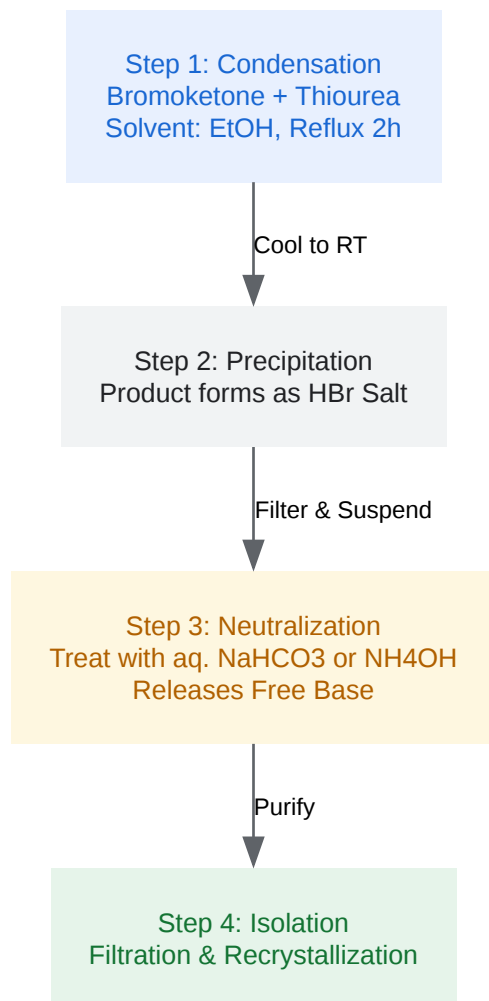 Step 1: Condensation
Bromoketone + Thiourea
Solvent: EtOH, Reflux 2h
Cool to RT
Step 2: Precipitation
Product forms as HBr Salt
Filter & Suspend
Step 3: Neutralization
Treat with aq. NaHCO3 or NH4OH
Releases Free Base
Purify
Step 4: Isolation
Filtration & Recrystallization